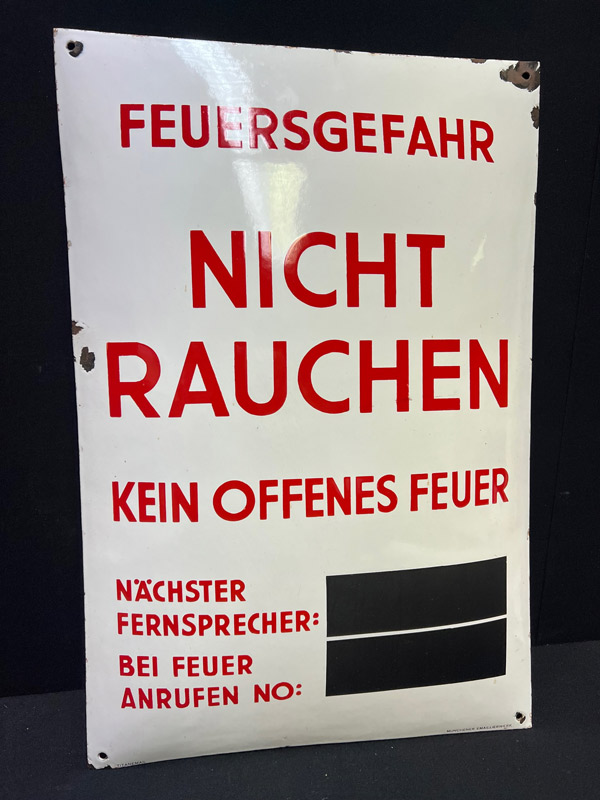 FEUERSGEFAHR
NICHT
RAUCHEN
KEIN OFFENES FEUER
NÄCHSTER
FERNSPRECHER:
BEI FEUER
ANRUFEN NO: